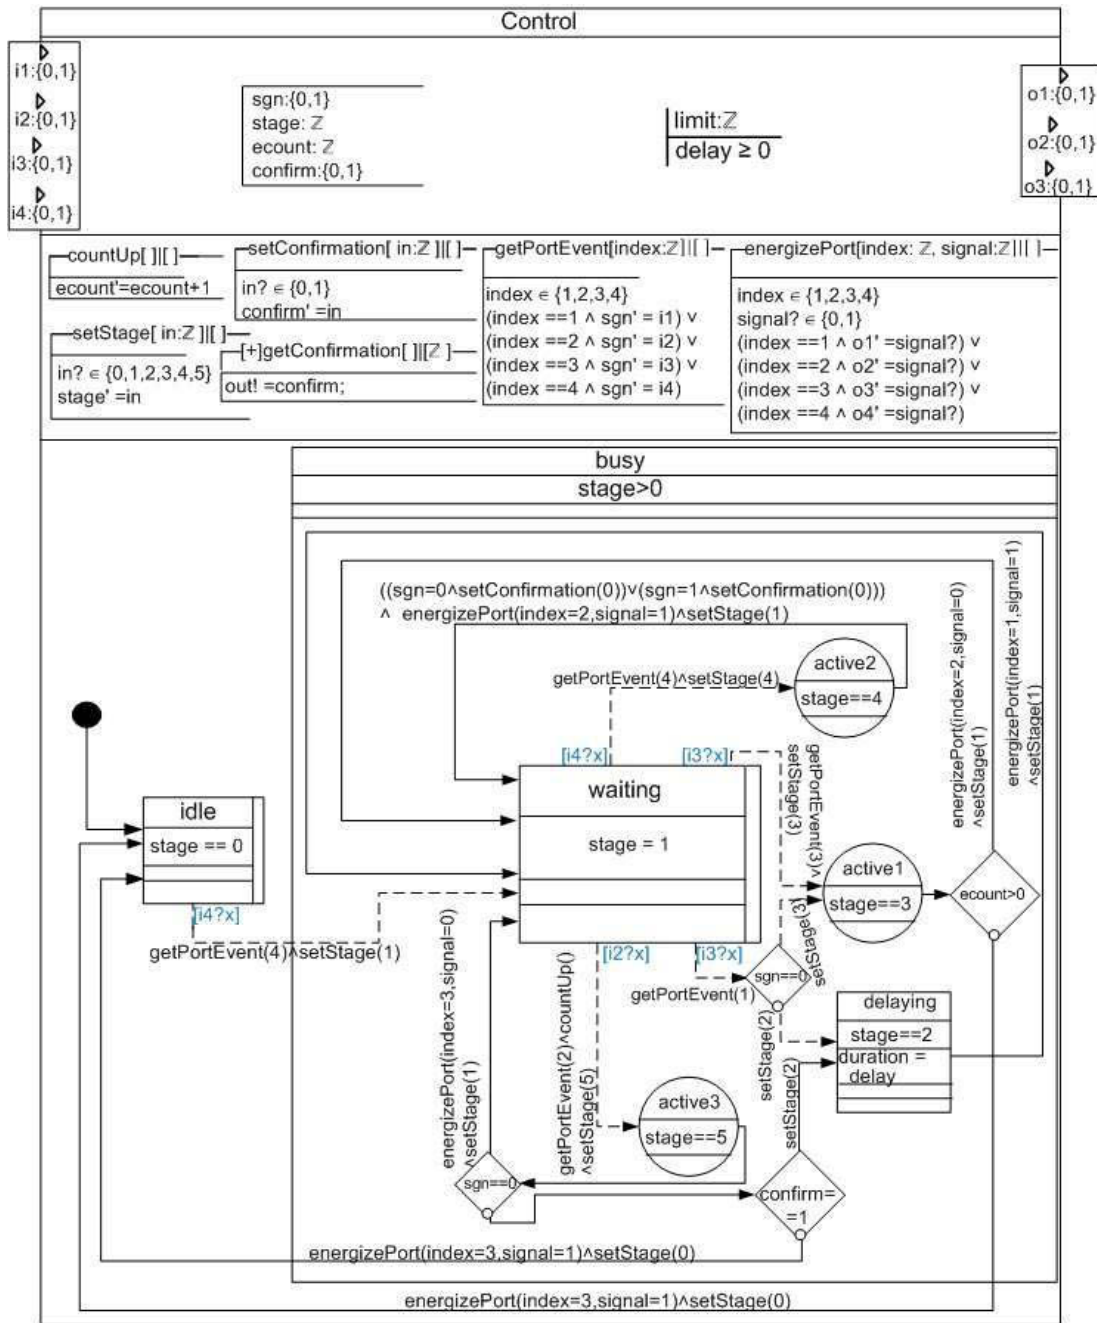 Control
i1:{0,1}
i2:{0,1}
i3:{0,1}
i4:{0,1}
sgn:{0,1}
stage: ℤ
ecount: ℤ
confirm:{0,1}
limit:ℤ
delay ≥ 0
o1:{0,1}
o2:{0,1}
o3:{0,1}
countUp[ ]|[ ]
ecount'=ecount+1
setStage[ in:ℤ]|[ ]
in? ∈ {0,1,2,3,4,5}
stage' =in
setConfirmation[ in:ℤ]|[ ]
in? ∈ {0,1}
confirm' =in
[+]getConfirmation[ ]|[ℤ ]
out! =confirm;
getPortEvent[index:ℤ]|[ ]
index ∈ {1,2,3,4}
(index ==1 ∧ sgn' = i1) ∨
(index ==2 ∧ sgn' = i2) ∨
(index ==3 ∧ sgn' = i3) ∨
(index ==4 ∧ sgn' = i4)
energizePort[index: ℤ, signal:ℤ]|[ ]
index ∈ {1,2,3,4}
signal? ∈ {0,1}
(index ==1 ∧ o1' =signal?) ∨
(index ==2 ∧ o2' =signal?) ∨
(index ==3 ∧ o3' =signal?) ∨
(index ==4 ∧ o4' =signal?)
busy
stage>0
((sgn=0∧setConfirmation(0))∨(sgn=1∧setConfirmation(0)))
∧ energizePort(index=2,signal=1)∧setStage(1)
active2
stage==4
getPortEvent(4)∧setStage(4)
energizePort(index=2,signal=0)
∧setStage(1)
energizePort(index=1,signal=1)
∧setStage(1)
[i4?x]
[i3?x]
getPortEvent(3)∧
setStage(3)
waiting
stage = 1
idle
stage == 0
[i4?x]
getPortEvent(4)∧setStage(1)
active1
stage==3
ecount>0
setStage(3)
[i2?x]
[i3?x]
getPortEvent(1)
sgn==0
setStage(2)
delaying
stage==2
duration =
delay
setStage(2)
energizePort(index=3,signal=0)
∧setStage(1)
getPortEvent(2)∧countUp()
∧setStage(5)
active3
stage==5
sgn==0
confirm=
=1
energizePort(index=3,signal=1)∧setStage(0)
energizePort(index=3,signal=1)∧setStage(0)